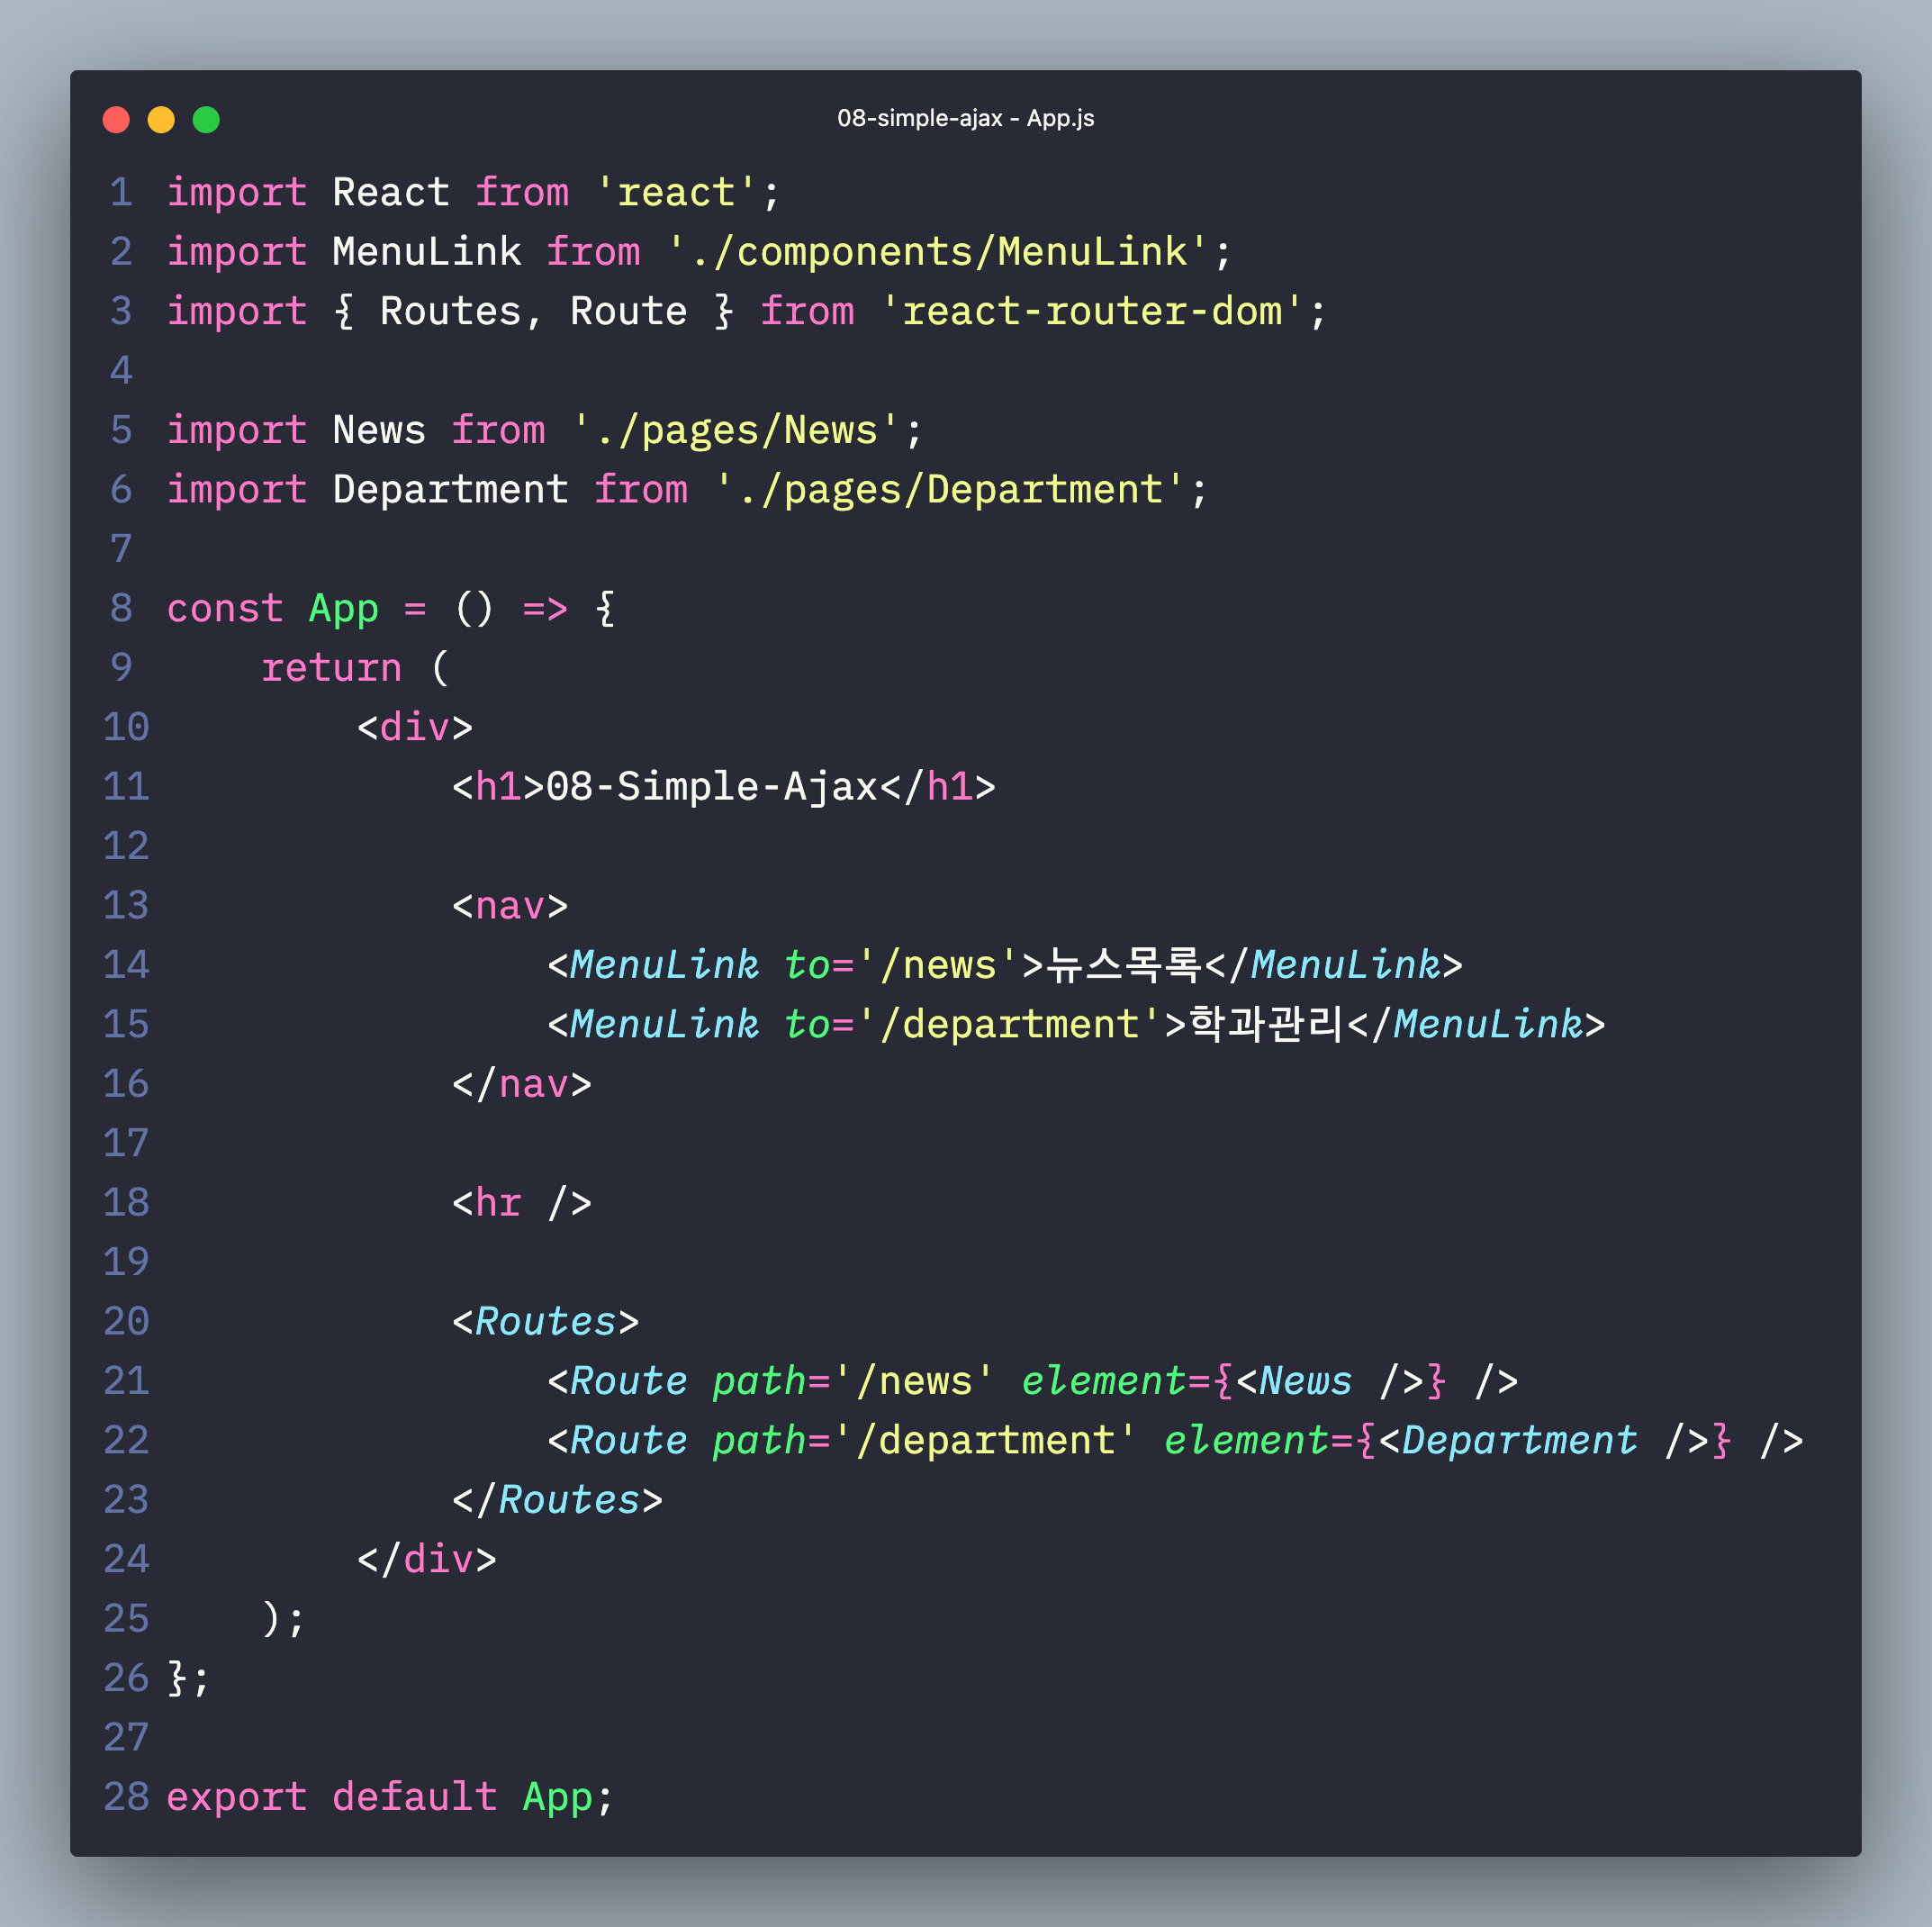 08-simple-ajax - App.js
1 import React from 'react';
2 import MenuLink from './components/MenuLink';
3 import { Routes, Route } from 'react-router-dom';
4
5 import News from './pages/News';
6 import Department from './pages/Department';
7
8 const App = () => {
9     return (
10         <div>
11             <h1>08-Simple-Ajax</h1>
12
13             <nav>
14                 <MenuLink to='/news'>뉴스목록</MenuLink>
15                 <MenuLink to='/department'>학과관리</MenuLink>
16             </nav>
17
18             <hr />
19
20             <Routes>
21                 <Route path='/news' element={<News />} />
22                 <Route path='/department' element={<Department />} />
23             </Routes>
24         </div>
25     );
26 };
27
28 export default App;